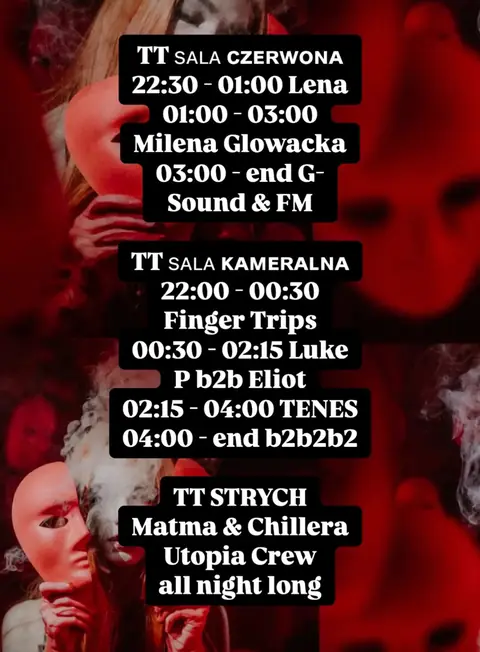 TT SALA CZERWONA
22:30 - 01:00 Lena
01:00 - 03:00
Milena Glowacka
03:00 - end G-
Sound & FM
TT SALA KAMERALNA
22:00 - 00:30
Finger Trips
00:30 - 02:15 Luke
P b2b Eliot
02:15 - 04:00 TENES
04:00 - end b2b2b2
TT STRYCH
Matma & Chillera
Utopia Crew
all night long